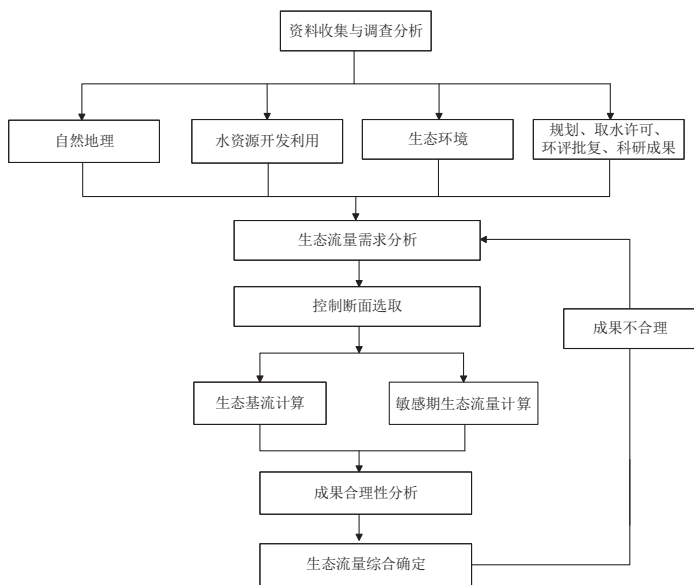 资料收集与调查分析
自然地理
水资源开发利用
生态环境
规划、取水许可、
环评批复、科研成果
生态流量需求分析
控制断面选取
成果不合理
生态基流计算
敏感期生态流量计算
成果合理性分析
生态流量综合确定